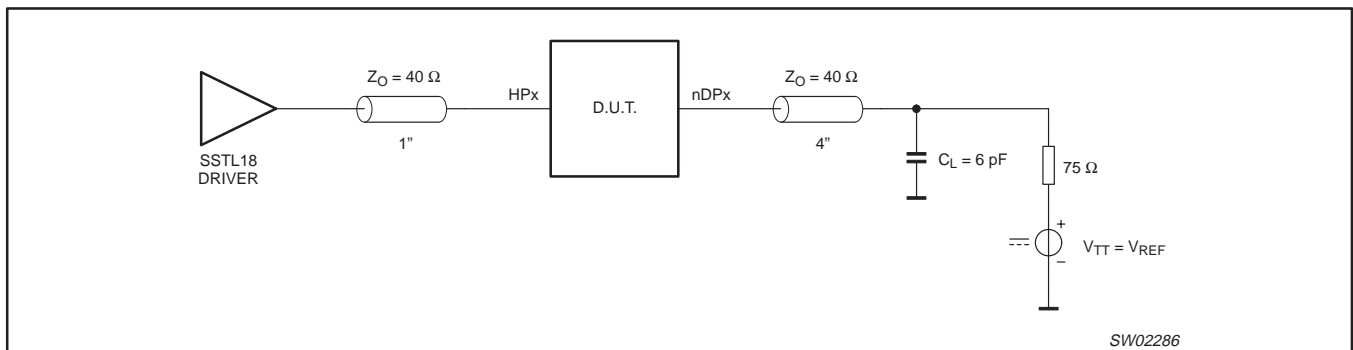 Z_O = 40 Ω
Z_O = 40 Ω
HPx
D.U.T.
nDPx
1"
4"
SSTL18
DRIVER
C_L = 6 pF
75 Ω
+
V_TT = V_REF
–
SW02286